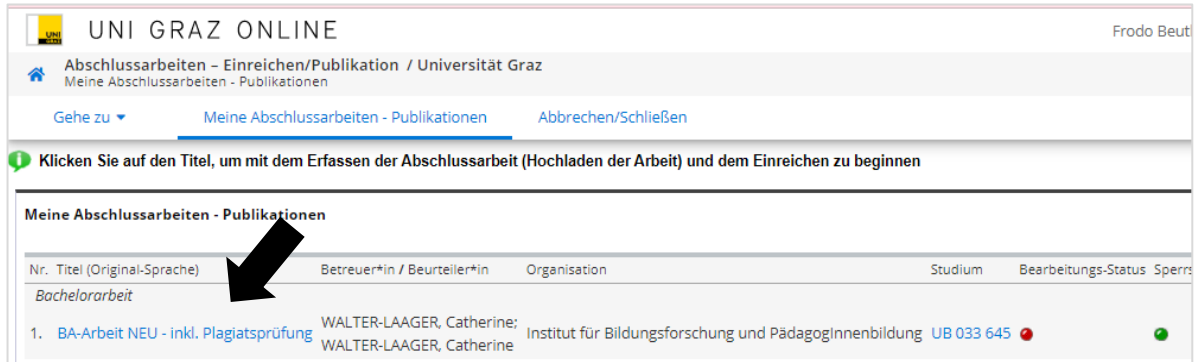 UNI
GRAZ
UNI GRAZ ONLINE
Frodo
Abschlussarbeiten – Einreichen/Publikation / Universität Graz
Meine Abschlussarbeiten - Publikationen
Gehe zu
Meine Abschlussarbeiten - Publikationen
Abbrechen/Schließen
Klicken Sie auf den Titel, um mit dem Erfassen der Abschlussarbeit (Hochladen der Arbeit) und dem Einreichen zu beginnen
Meine Abschlussarbeiten - Publikationen
Nr. Titel (Original-Sprache) Betreuer*in / Beurteiler*in Organisation Studium Bearbeitungs-Status
Bachelorarbeit
1. BA-Arbeit NEU - inkl. Plagiatsprüfung WALTER-LAAGER, Catherine; Institut für Bildungsforschung und PädagogInnenbildung UB 033 645
WALTER-LAAGER, Catherine